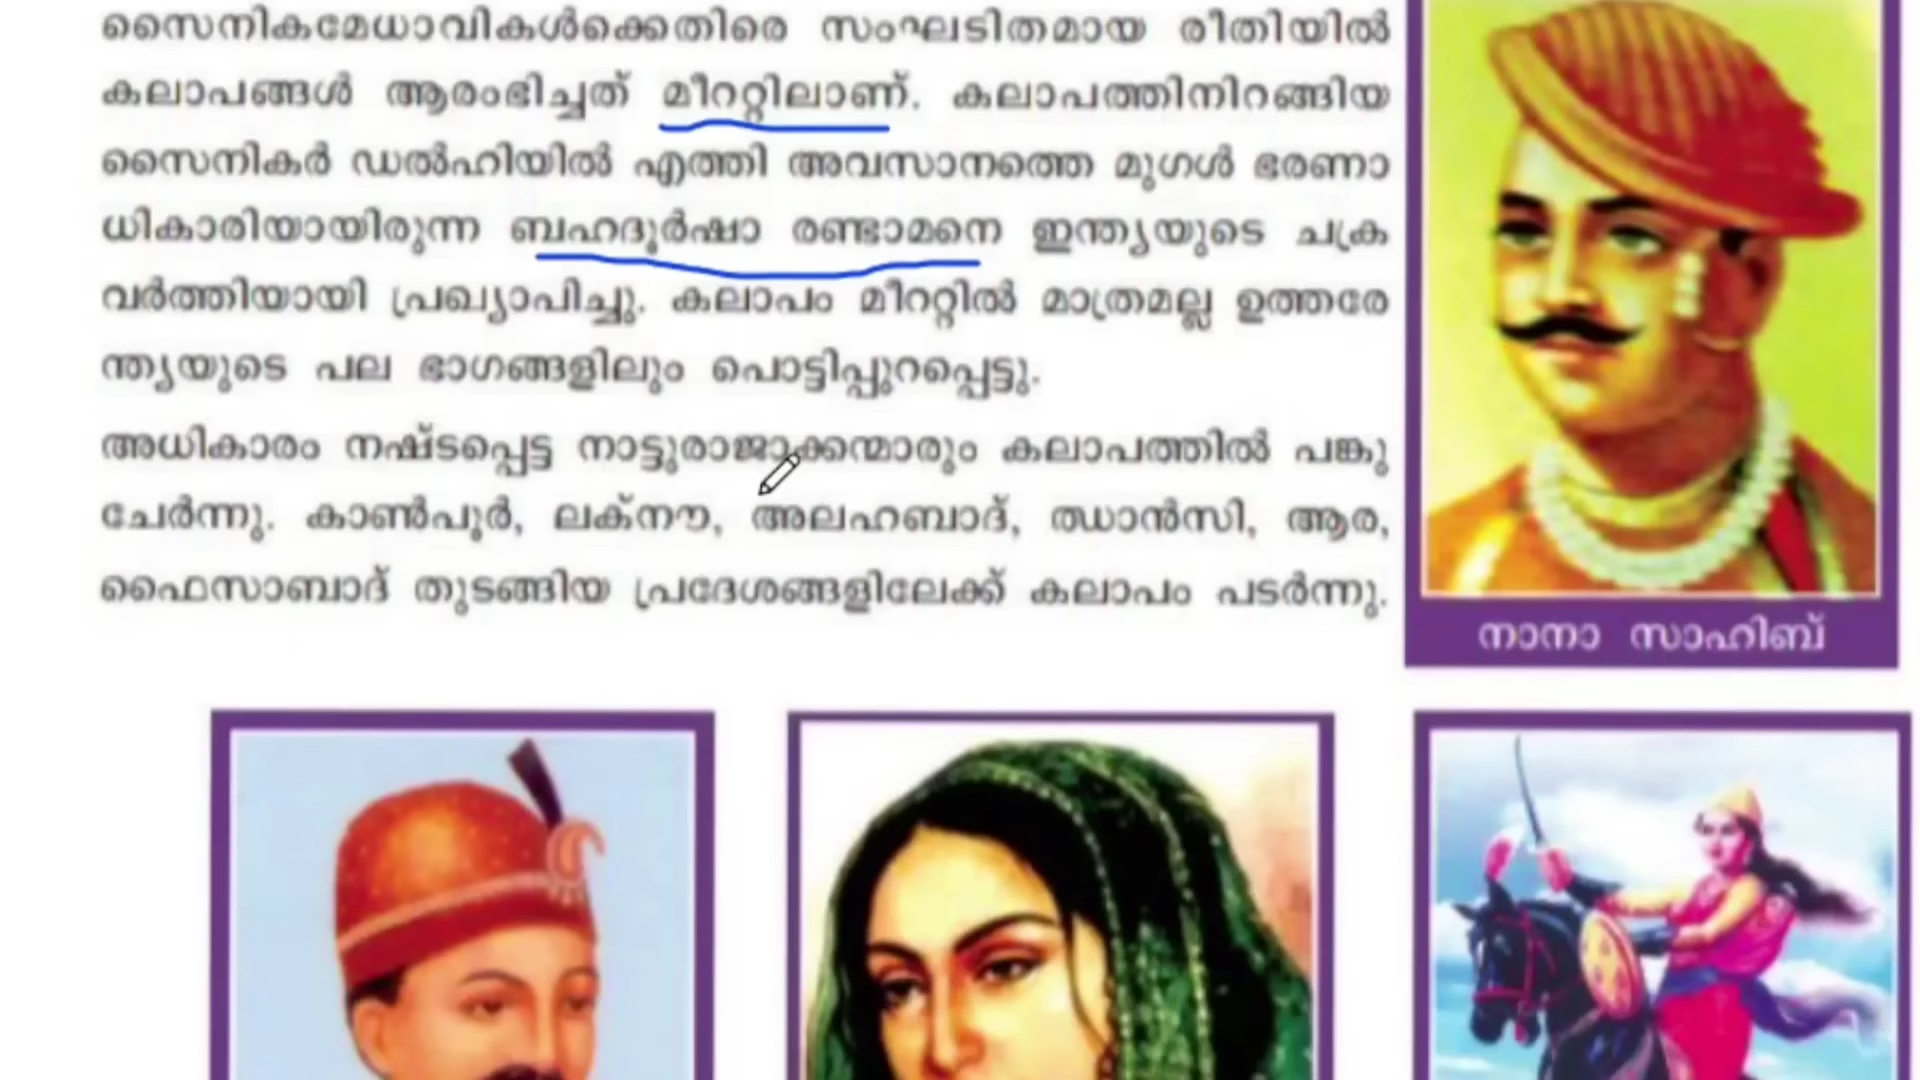 സൈനികമേധാവികൾക്കെതിരെ സംഘടിതമായ രീതിയിൽ
കലാപങ്ങൾ ആരംഭിച്ചത് മീററ്റിലാണ്. കലാപത്തിനിറങ്ങിയ
സൈനികർ ഡൽഹിയിൽ എത്തി അവസാനത്തെ മുഗൾ ഭരണാ
ധികാരിയായിരുന്ന ബഹദൂർഷാ രണ്ടാമനെ ഇന്ത്യയുടെ ചക്ര
വർത്തിയായി പ്രഖ്യാപിച്ചു. കലാപം മീററ്റിൽ മാത്രമല്ല ഉത്തരേ
ന്ത്യയുടെ പല ഭാഗങ്ങളിലും പൊട്ടിപ്പുറപ്പെട്ടു.
അധികാരം നഷ്ടപ്പെട്ട നാട്ടുരാജാക്കന്മാരും കലാപത്തിൽ പങ്കു
ചേർന്നു. കാൺപൂർ, ലക്നൗ, അലഹബാദ്, ഝാൻസി, ആര,
ഫൈസാബാദ് തുടങ്ങിയ പ്രദേശങ്ങളിലേക്ക് കലാപം പടർന്നു.
നാനാ സാഹിബ്